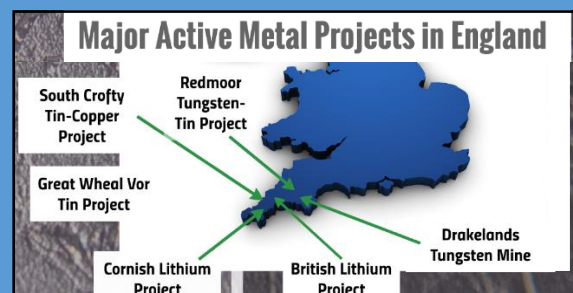 Major Active Metal Projects in England
South Crofty
Tin-Copper
Project
Redmoor
Tungsten-
Tin Project
Great Wheal Vor
Tin Project
Drakelands
Tungsten Mine
Cornish Lithium
Project
British Lithium
Project